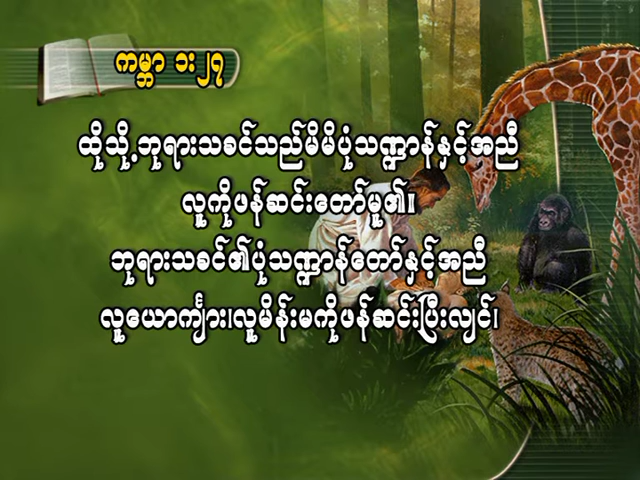 ကမ္ဘာ ၁း၂၇
ထိုသို့ဘုရားသခင်သည်မိမိပုံသဏ္ဍာန်နှင့်အညီ
လူကိုဖန်ဆင်းတော်မူ၏။
ဘုရားသခင်၏ပုံသဏ္ဍာန်တော်နှင့်အညီ
လူယောင်္ကျား၊လူမိန်းမကိုဖန်ဆင်းပြီးလျှင်၊